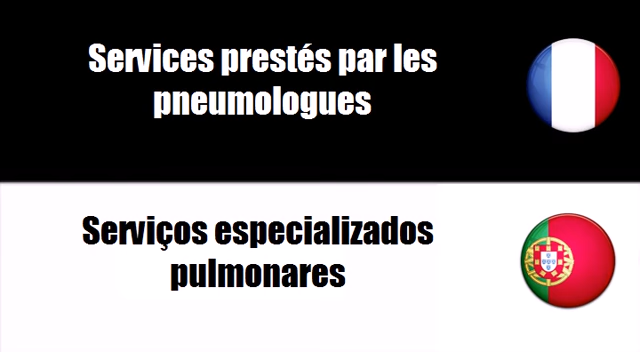 Services prestés par les
pneumologues
Serviços especializados
pulmonares